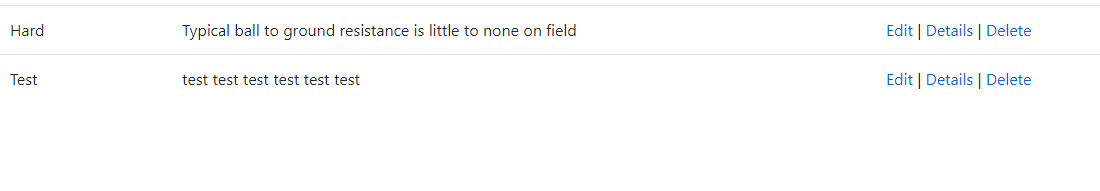 Hard Typical ball to ground resistance is little to none on field Edit | Details | Delete
Test test test test test test test Edit | Details | Delete